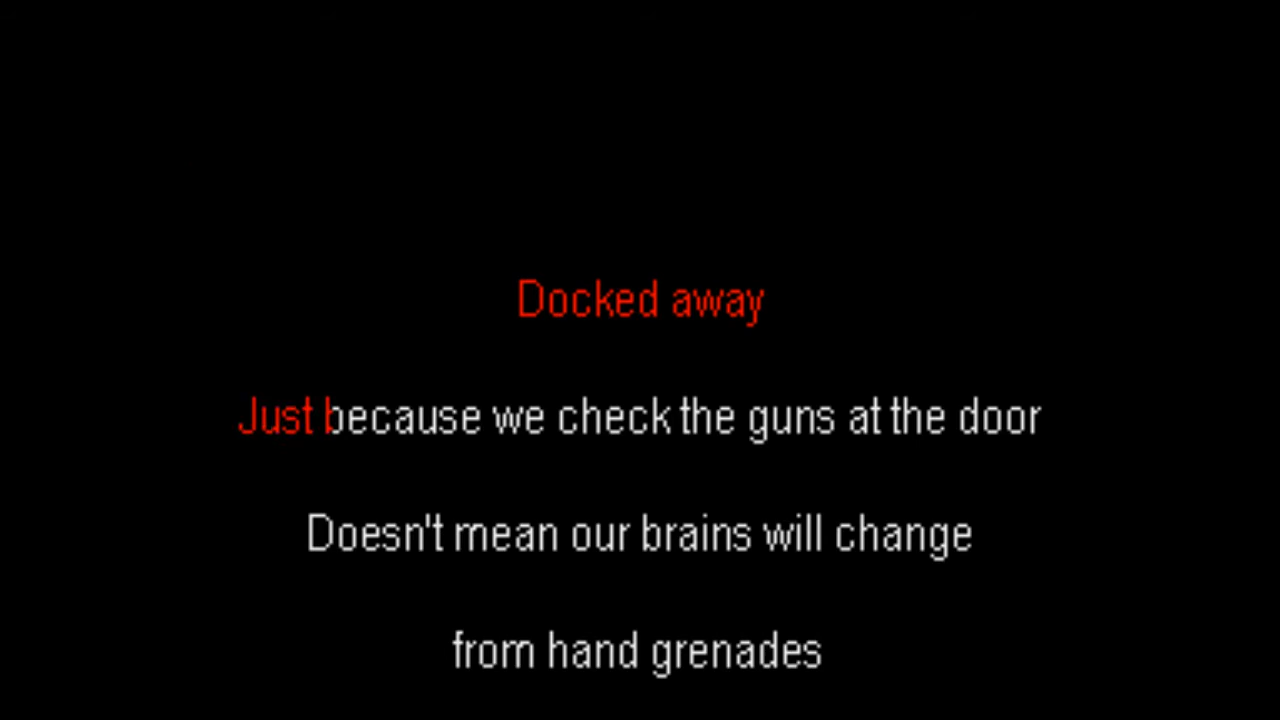 Docked away
Just because we check the guns at the door
Doesn't mean our brains will change
from hand grenades